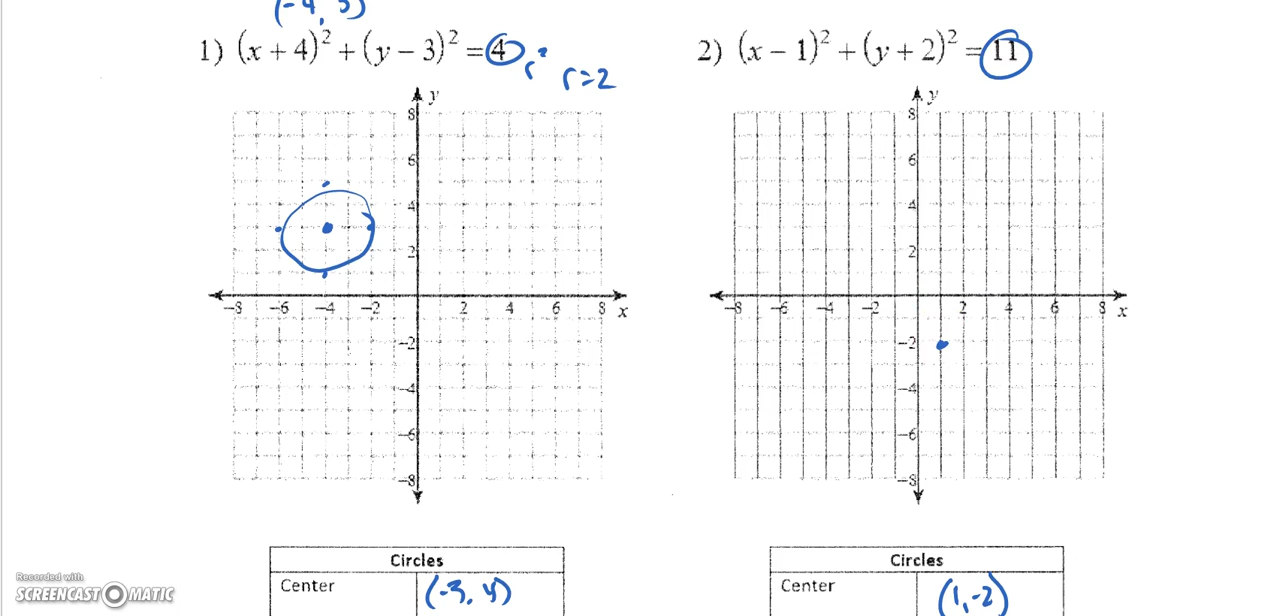 (-4, 3)
1) (x + 4)² + (y − 3)² = 4 r² r=2
2) (x − 1)² + (y + 2)² = 11
y
8
6
4
2
−8 −6 −4 −2 2 4 6 8 x
−2
−4
−6
−8
y
8
6
4
2
−8 −6 −4 −2 2 4 6 8 x
−2
−4
−6
−8
Circles
Center (-3, 4)
Circles
Center (1, -2)
Recorded with
SCREENCAST-O-MATIC